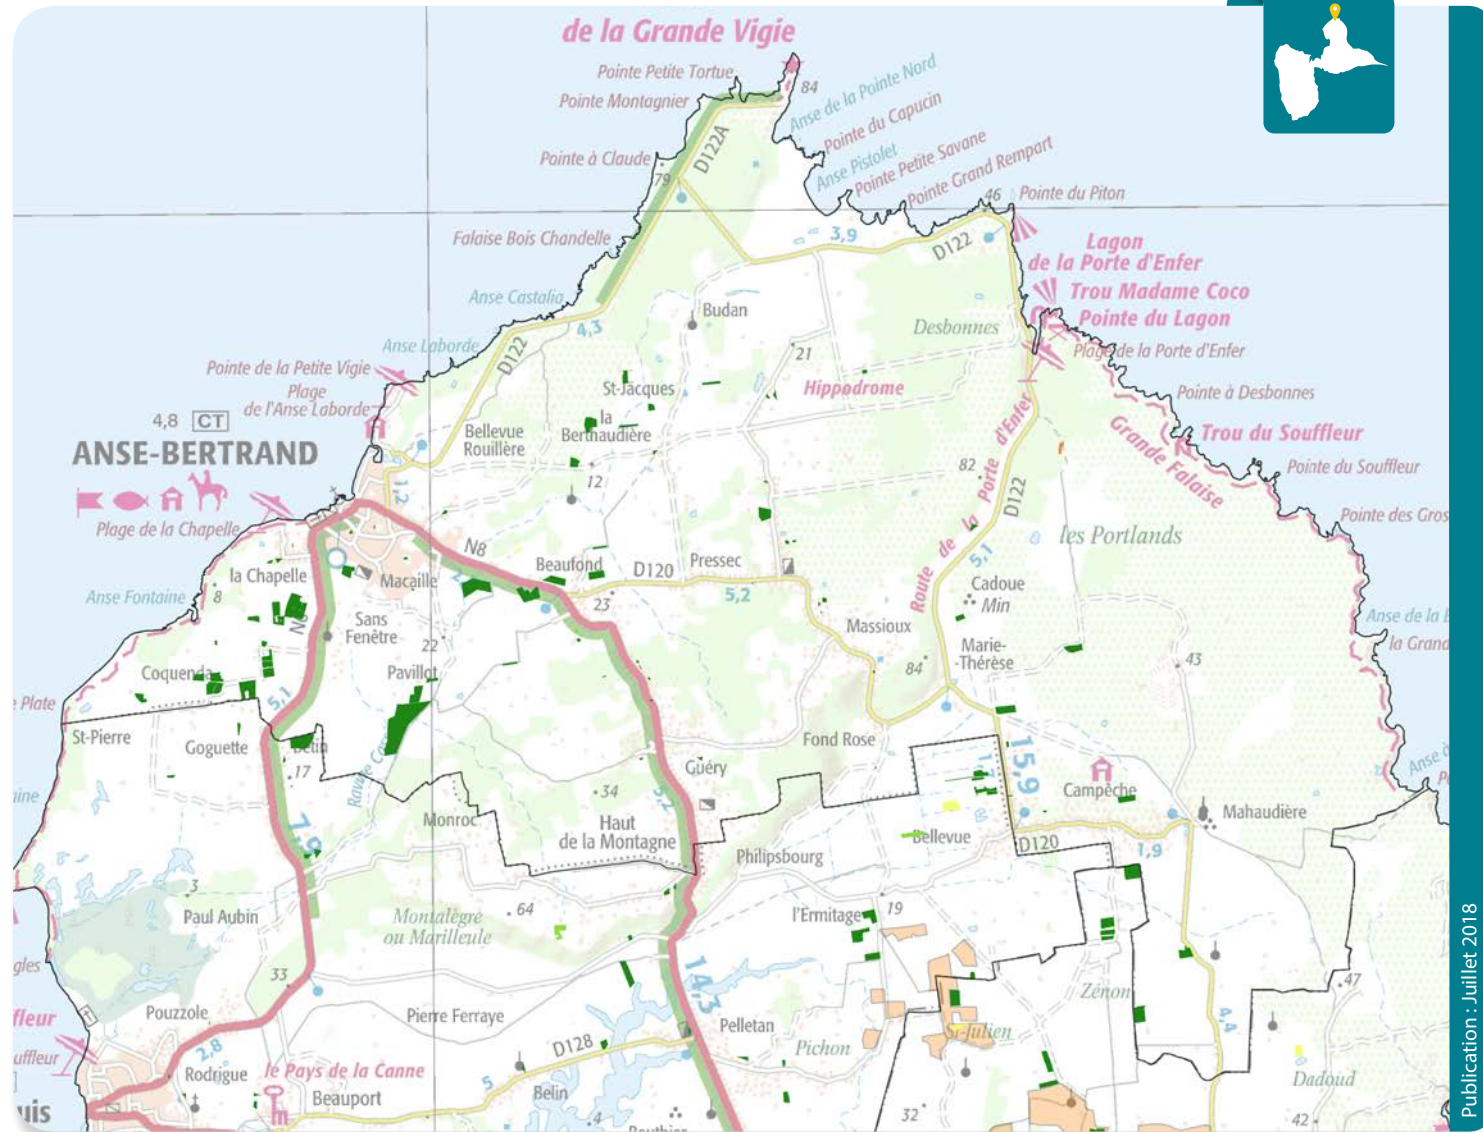 de la Grande Vigie
Pointe Petite Tortue
84
Pointe Montagnier
Anse de la Pointe Nord
Pointe du Capucin
D122A
Pointe à Claude
79
Anse Pistolet
Pointe Petite Savane
Pointe Grand Rempart
46
Pointe du Piton
Falaise Bois Chandelle
3,9
D122
Lagon
de la Porte d'Enfer
Anse Castalia
Trou Madame Coco
Pointe du Lagon
Budan
4,3
Desbonnes
Anse Laborde
D122
21
Plage de la Porte d'Enfer
Pointe de la Petite Vigie
Plage
de l'Anse Laborde
St-Jacques
Hippodrome
Pointe à Desbonnes
4,8 CT
ANSE-BERTRAND
la
Berthaudière
Bellevue
Rouillère
Grande Falaise
Trou du Souffleur
Pointe du Souffleur
82
12
1,2
D122
Route de la Porte d'Enfer
Plage de la Chapelle
Pointe des Gros
les Portlands
N8
Beaufond
D120
Pressec
5,1
la Chapelle
Macaille
5,2
Cadoue
Min
Anse Fontaine
8
23
Sans
Fenêtre
22
Massioux
Anse de la
la Grand
Marie-
-Thérèse
43
84
Coquenda
Pavillot
5,1
Plate
St-Pierre
Goguette
Betin
17
Fond Rose
15,9
Guéry
Anse
34
Campêche
Mahaudière
Monroc
Haut
de la Montagne
7,9
Philipsbourg
Bellevue
D120
1,9
3
Paul Aubin
64
l'Ermitage
19
Montalègre
ou Marilleule
33
14,3
47
Zénon
Pouzzole
Pierre Ferraye
Pelletan
St-Julien
4,4
2,8
D128
Pichon
Rodrigue
le Pays de la Canne
5
Dadoud
Beauport
Belin
4
32
42
Publication : Juillet 2018